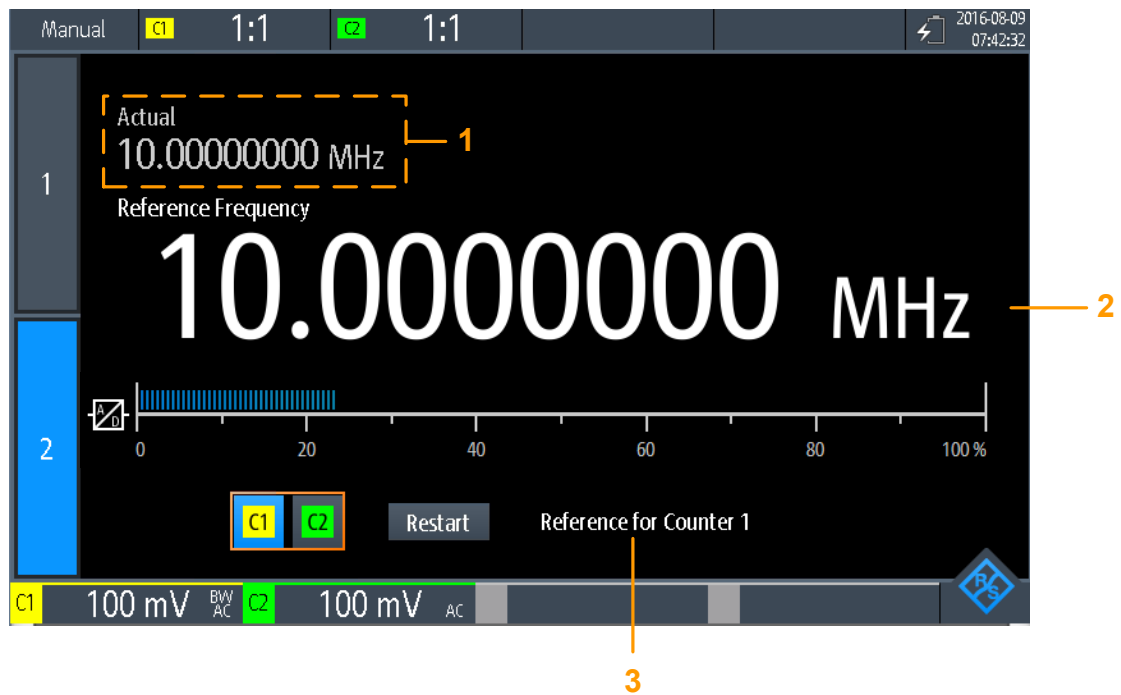 Manual C1 1:1 C2 1:1 2016-08-09
07:42:32
Actual
10.00000000 MHz
1
1
Reference Frequency
10.0000000 MHz
2
A
D
0 20 40 60 80 100 %
2
C1 C2 Restart Reference for Counter 1
C1 100 mV BW AC C2 100 mV AC
R&S
3